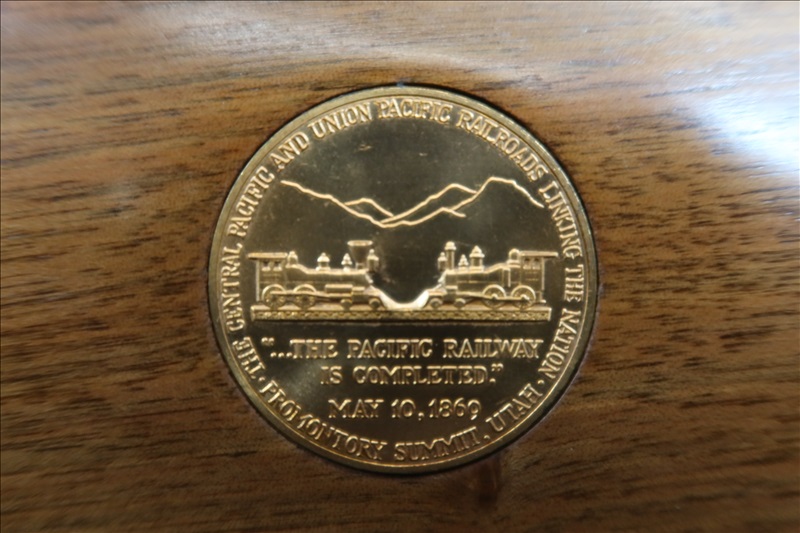 THE CENTRAL PACIFIC AND UNION PACIFIC RAILROADS LINKING THE NATION
"...THE PACIFIC RAILWAY
IS COMPLETED."
MAY 10, 1869
· PROMONTORY SUMMIT, UTAH ·